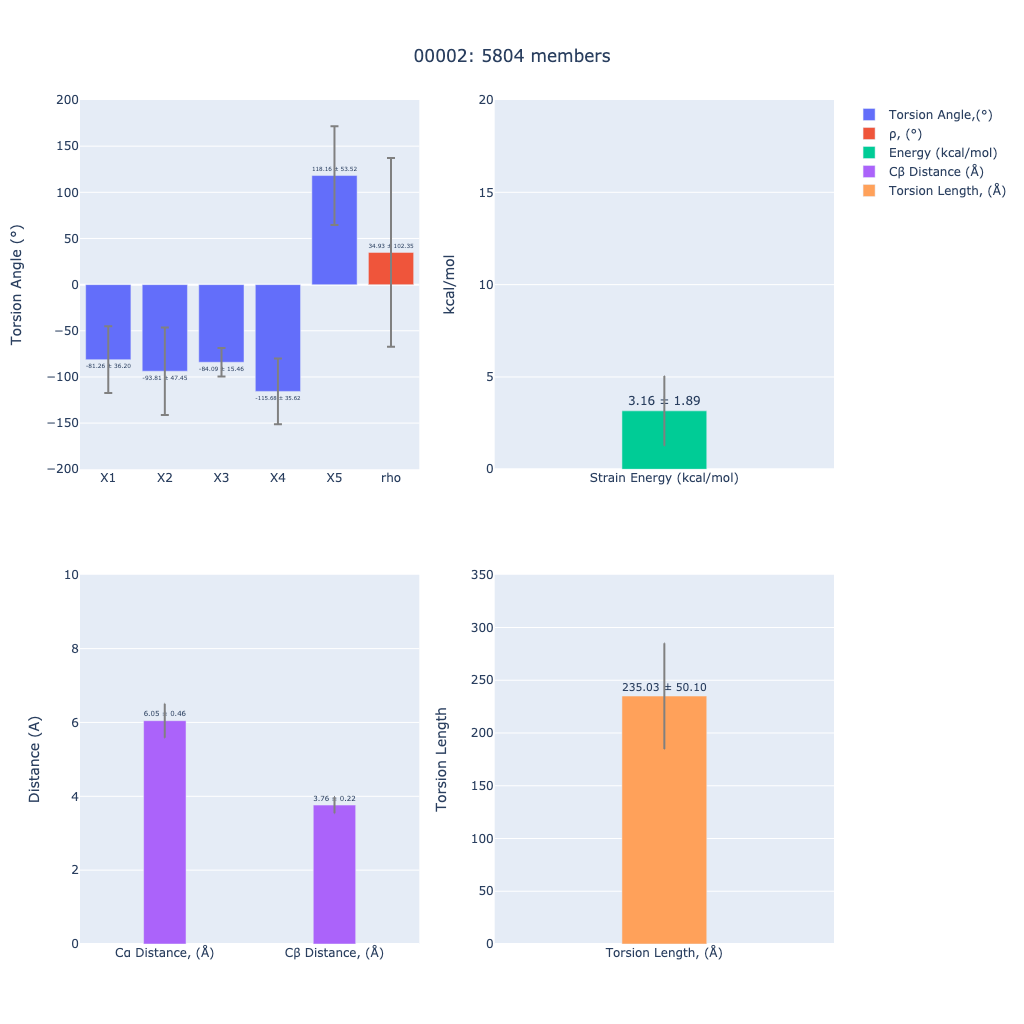 00002: 5804 members
Torsion Angle (°)
200
150
100
50
0
−50
−100
−150
−200
-81.26 ± 36.20
-93.81 ± 47.45
-84.09 ± 15.46
-115.68 ± 35.62
118.16 ± 53.52
34.93 ± 102.35
X1 X2 X3 X4 X5 rho
kcal/mol
20
15
10
5
0
3.16 ± 1.89
Strain Energy (kcal/mol)
Torsion Angle,(°)
ρ, (°)
Energy (kcal/mol)
Cβ Distance (Å)
Torsion Length, (Å)
Distance (A)
10
8
6
4
2
0
6.05 ± 0.46
3.76 ± 0.22
Cα Distance, (Å) Cβ Distance, (Å)
Torsion Length
350
300
250
200
150
100
50
0
235.03 ± 50.10
Torsion Length, (Å)